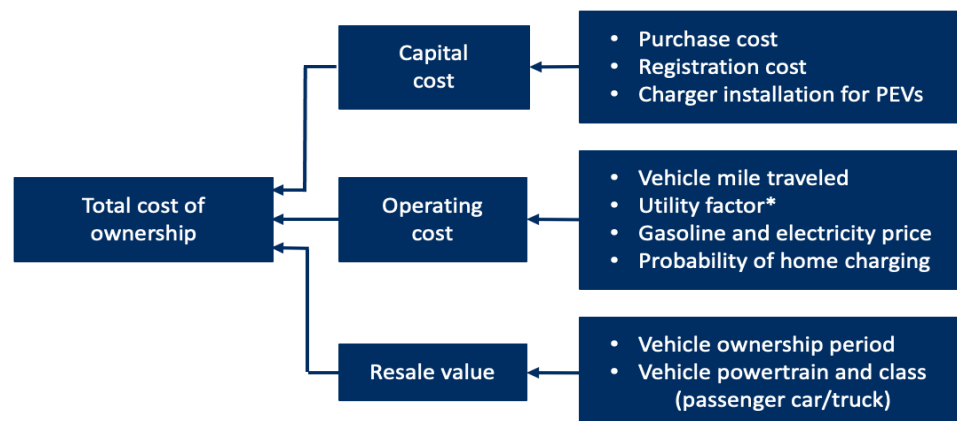 Capital
cost
• Purchase cost
• Registration cost
• Charger installation for PEVs
Total cost of
ownership
Operating
cost
• Vehicle mile traveled
• Utility factor*
• Gasoline and electricity price
• Probability of home charging
Resale value
• Vehicle ownership period
• Vehicle powertrain and class
(passenger car/truck)